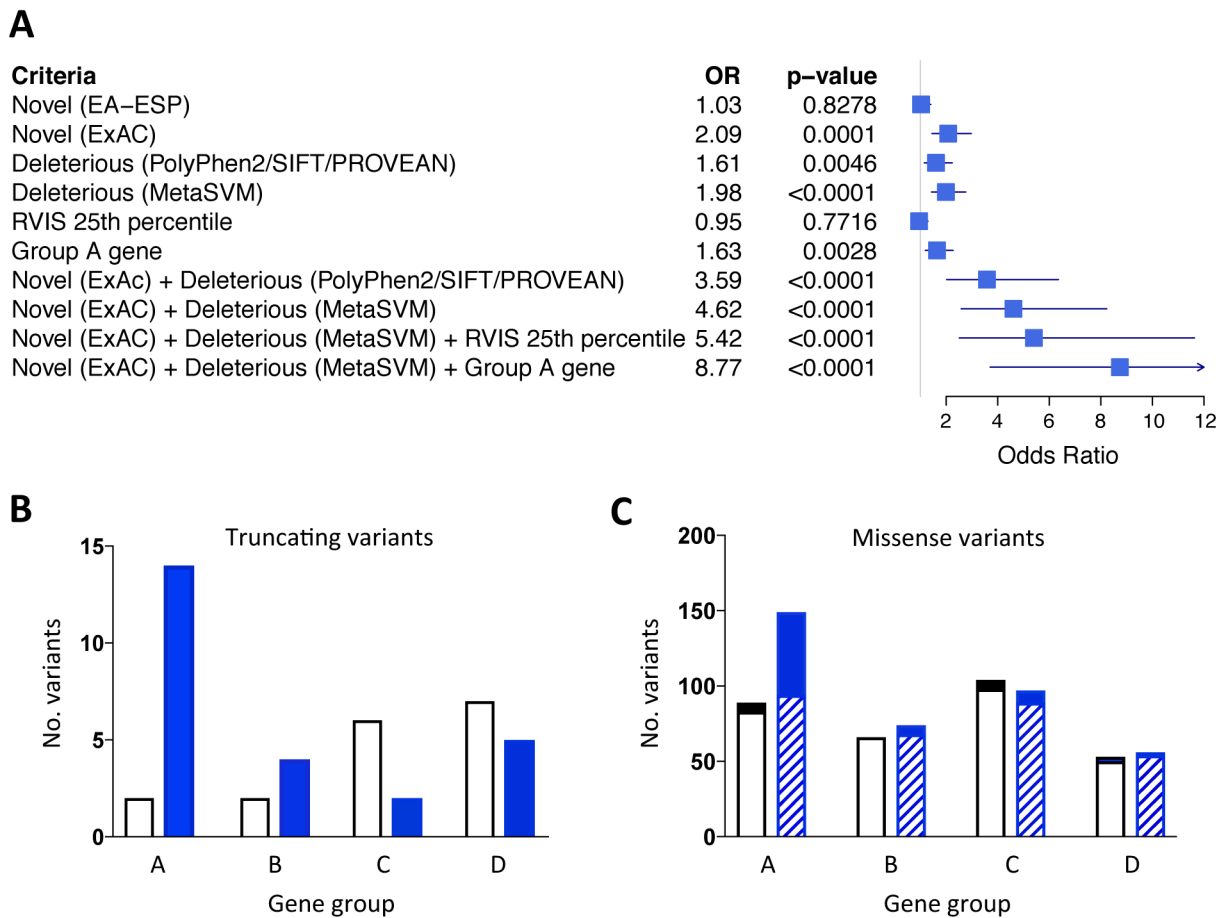 A
Criteria OR p−value
Novel (EA−ESP) 1.03 0.8278
Novel (ExAC) 2.09 0.0001
Deleterious (PolyPhen2/SIFT/PROVEAN) 1.61 0.0046
Deleterious (MetaSVM) 1.98 <0.0001
RVIS 25th percentile 0.95 0.7716
Group A gene 1.63 0.0028
Novel (ExAc) + Deleterious (PolyPhen2/SIFT/PROVEAN) 3.59 <0.0001
Novel (ExAC) + Deleterious (MetaSVM) 4.62 <0.0001
Novel (ExAC) + Deleterious (MetaSVM) + RVIS 25th percentile 5.42 <0.0001
Novel (ExAC) + Deleterious (MetaSVM) + Group A gene 8.77 <0.0001
2 4 6 8 10 12
Odds Ratio
B
Truncating variants
No. variants
15
10
5
0
A B C D
Gene group
C
Missense variants
No. variants
200
150
100
50
0
A B C D
Gene group